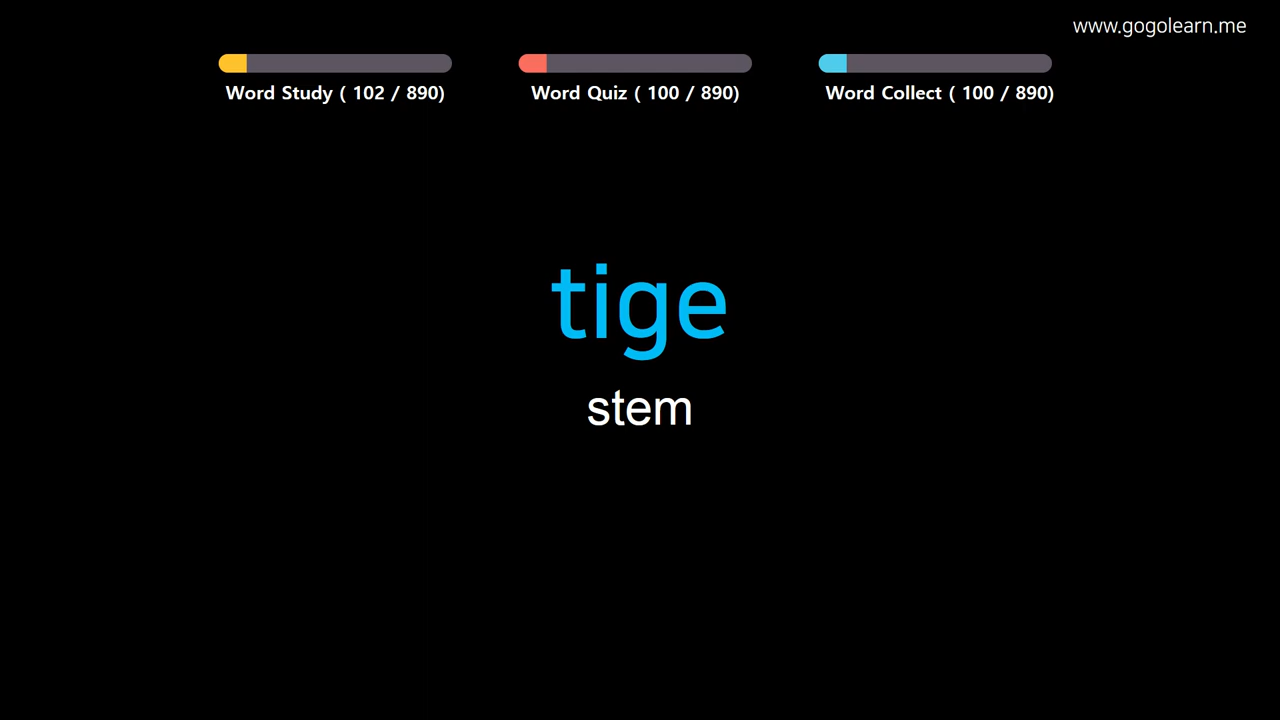 www.gogolearn.me
Word Study ( 102 / 890)
Word Quiz ( 100 / 890)
Word Collect ( 100 / 890)
tige
stem